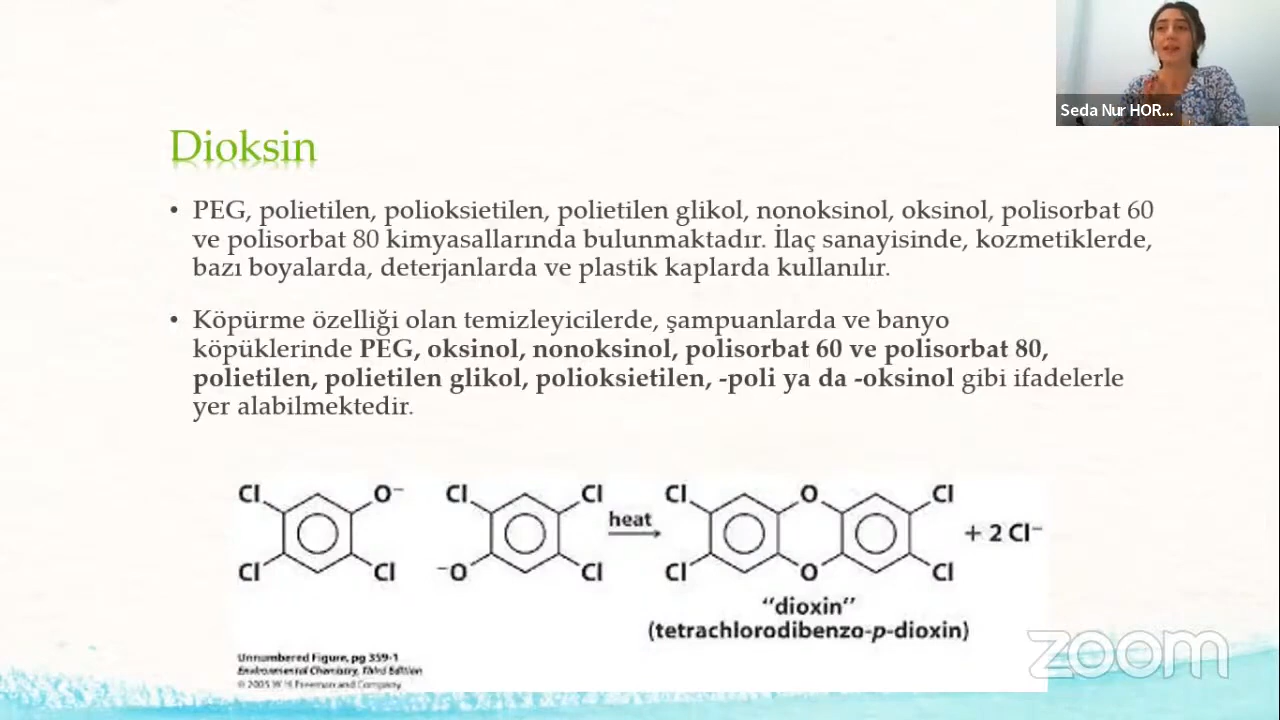 Seda Nur HOR...
Dioksin
• PEG, polietilen, polioksietilen, polietilen glikol, nonoksinol, oksinol, polisorbat 60
ve polisorbat 80 kimyasallarında bulunmaktadır. İlaç sanayisinde, kozmetiklerde,
bazı boyalarda, deterjanlarda ve plastik kaplarda kullanılır.
• Köpürme özelliği olan temizleyicilerde, şampuanlarda ve banyo
köpüklerinde PEG, oksinol, nonoksinol, polisorbat 60 ve polisorbat 80,
polietilen, polietilen glikol, polioksietilen, -poli ya da -oksinol gibi ifadelerle
yer alabilmektedir.
Cl O⁻ Cl Cl Cl O Cl
heat
+ 2 Cl⁻
Cl Cl ⁻O Cl Cl O Cl
"dioxin"
(tetrachlorodibenzo-p-dioxin)
Unnumbered Figure, pg 359-1
Environmental Chemistry, Third Edition
© 2005 W H Freeman and Company
zoom